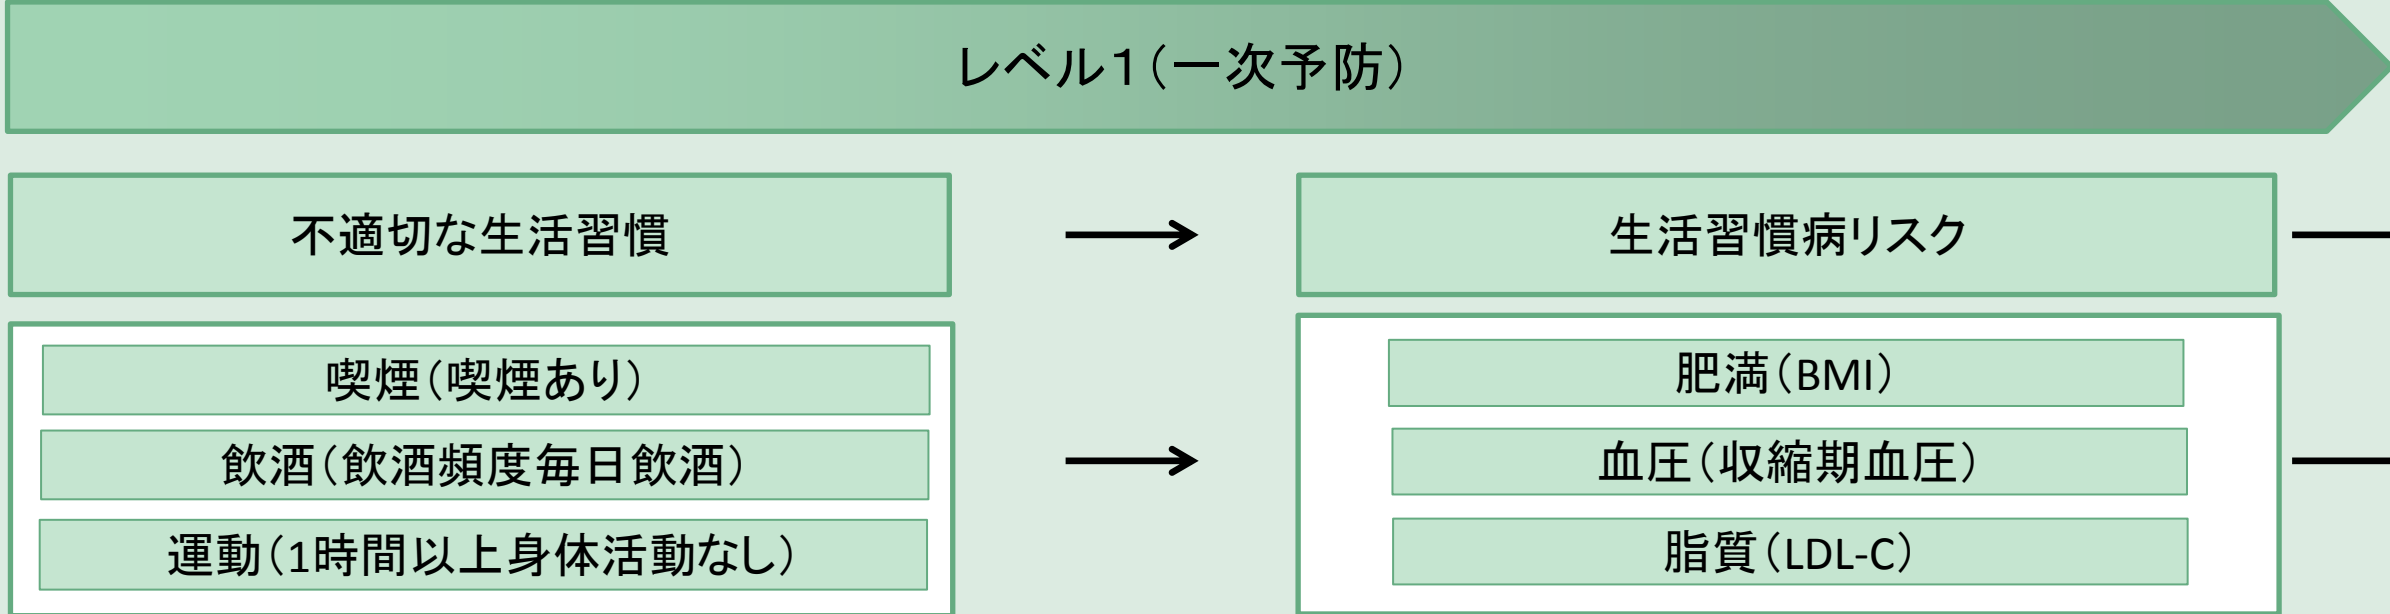 レベル1（一次予防）
不適切な生活習慣
生活習慣病リスク
喫煙（喫煙あり）
飲酒（飲酒頻度毎日飲酒）
運動（1時間以上身体活動なし）
肥満（BMI）
血圧（収縮期血圧）
脂質（LDL-C）